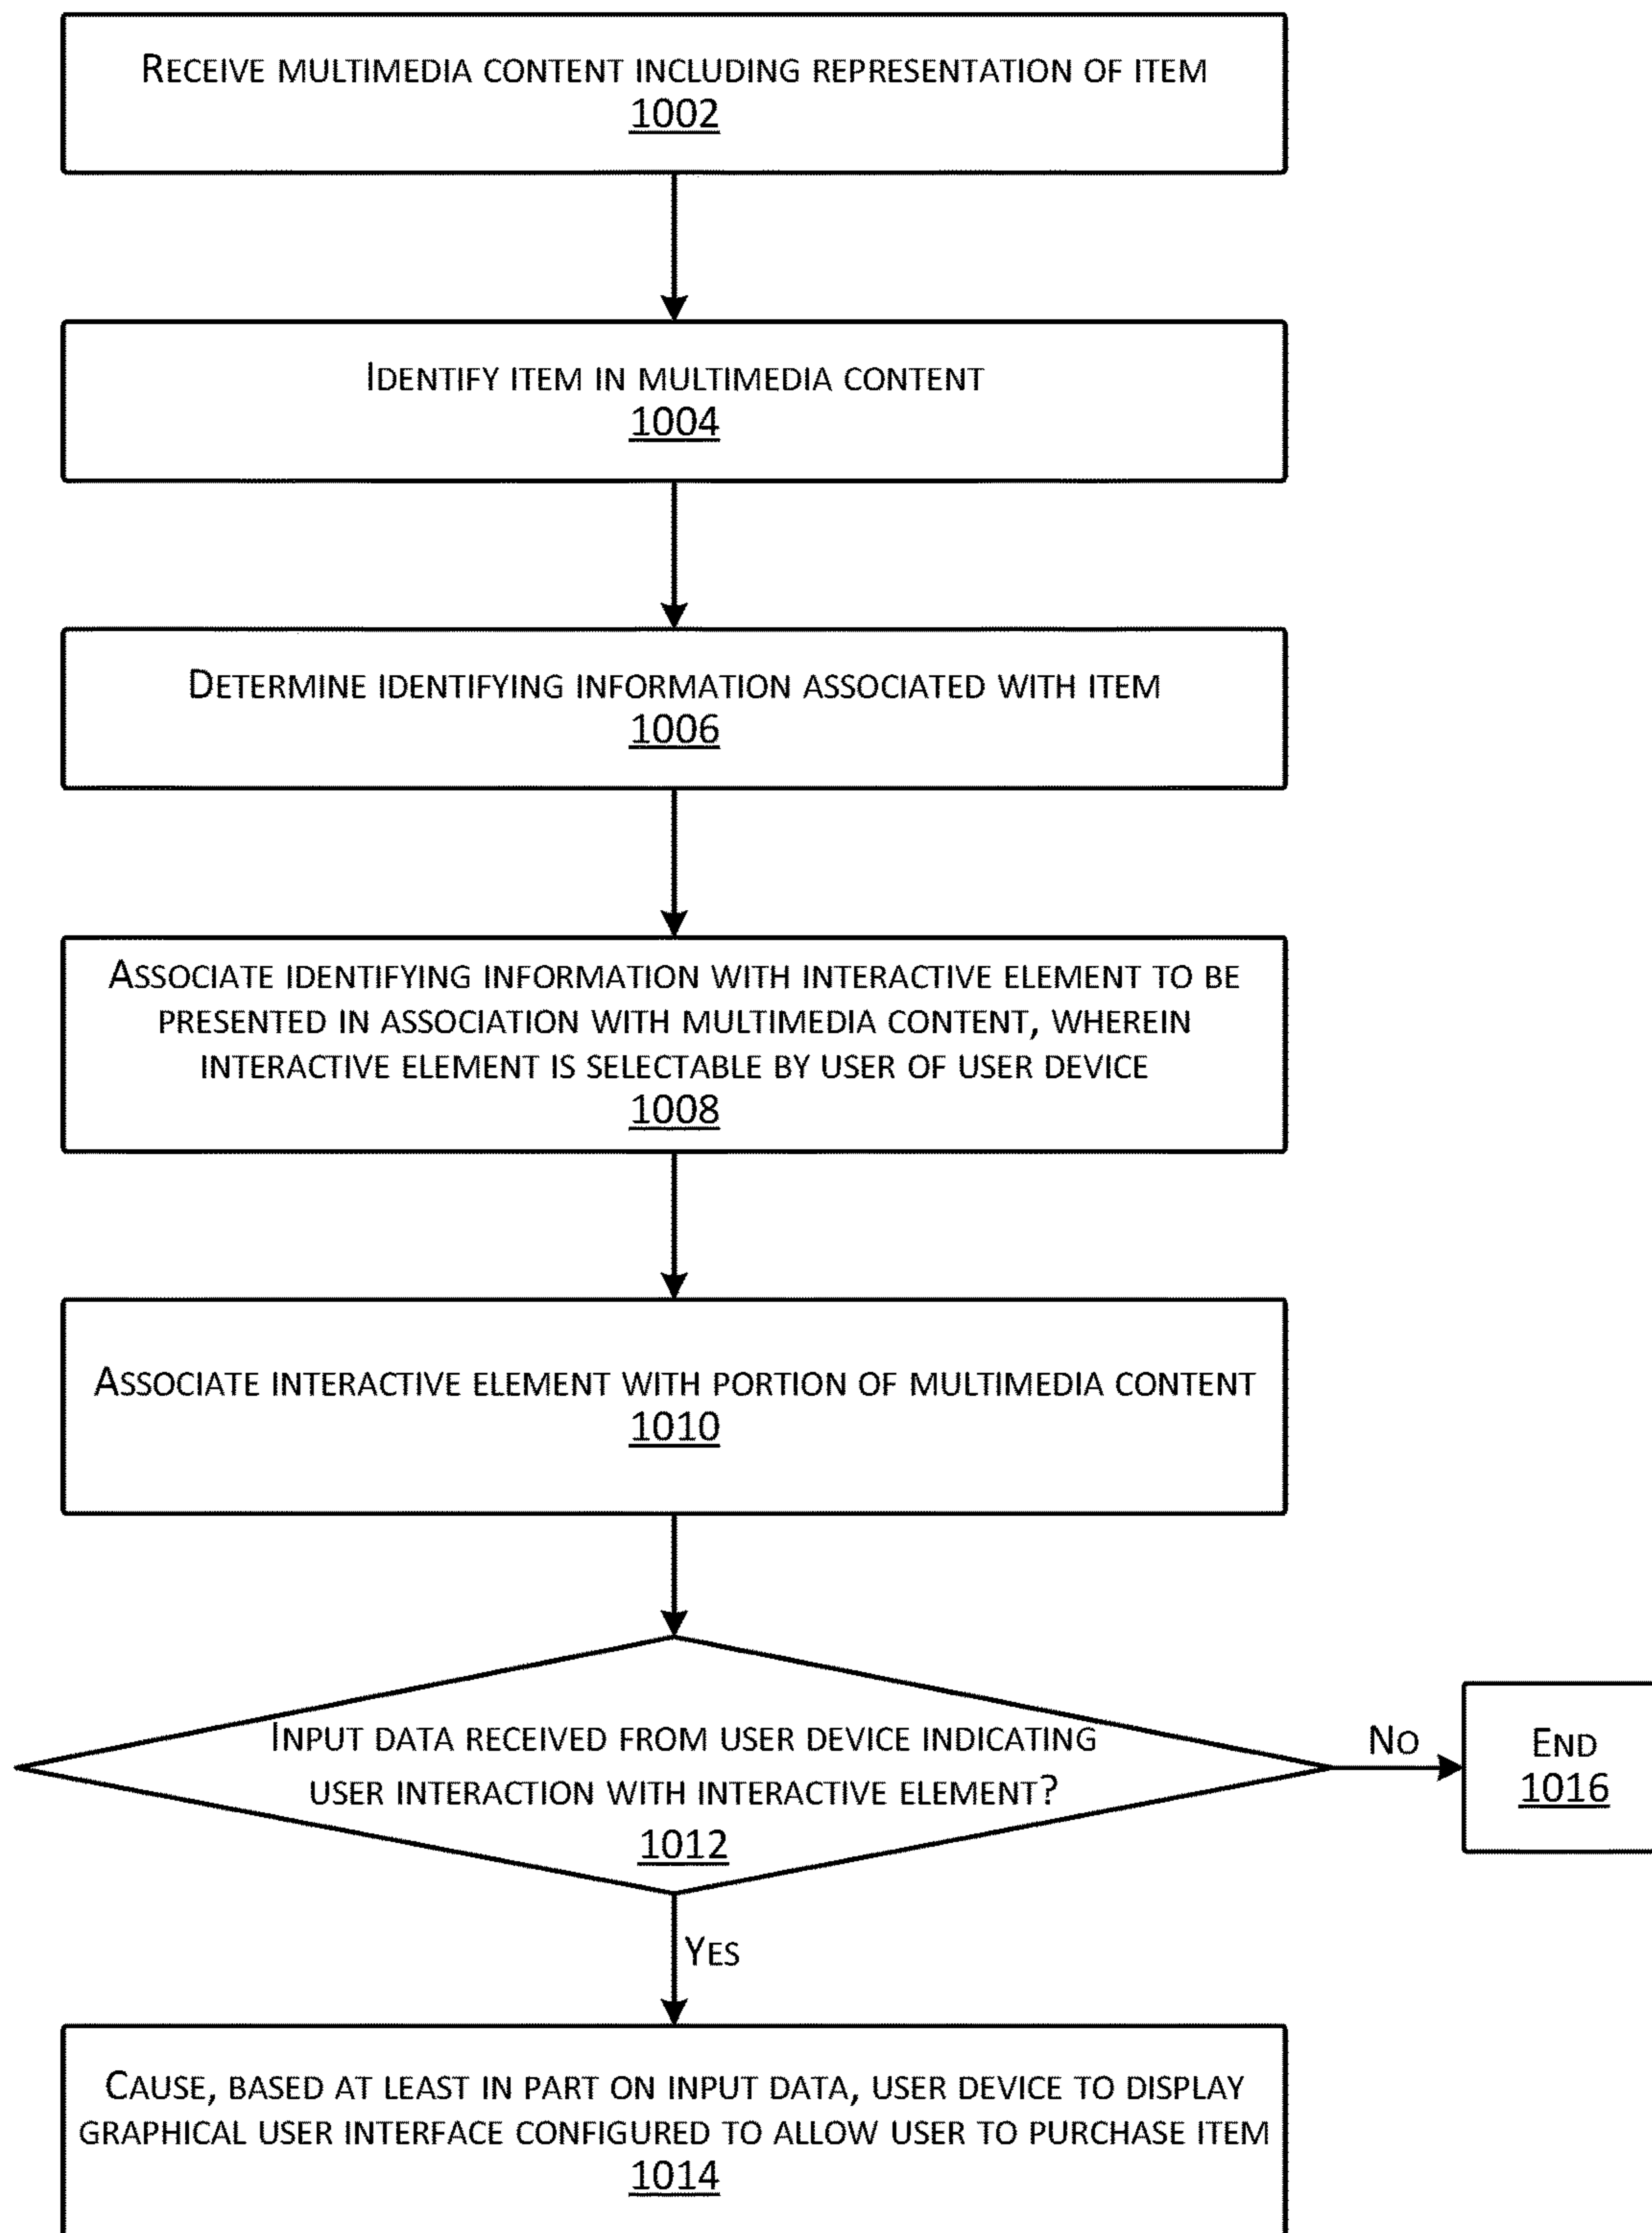 RECEIVE MULTIMEDIA CONTENT INCLUDING REPRESENTATION OF ITEM
1002
IDENTIFY ITEM IN MULTIMEDIA CONTENT
1004
DETERMINE IDENTIFYING INFORMATION ASSOCIATED WITH ITEM
1006
ASSOCIATE IDENTIFYING INFORMATION WITH INTERACTIVE ELEMENT TO BE
PRESENTED IN ASSOCIATION WITH MULTIMEDIA CONTENT, WHEREIN
INTERACTIVE ELEMENT IS SELECTABLE BY USER OF USER DEVICE
1008
ASSOCIATE INTERACTIVE ELEMENT WITH PORTION OF MULTIMEDIA CONTENT
1010
INPUT DATA RECEIVED FROM USER DEVICE INDICATING
USER INTERACTION WITH INTERACTIVE ELEMENT?
1012
NO
END
1016
YES
CAUSE, BASED AT LEAST IN PART ON INPUT DATA, USER DEVICE TO DISPLAY
GRAPHICAL USER INTERFACE CONFIGURED TO ALLOW USER TO PURCHASE ITEM
1014